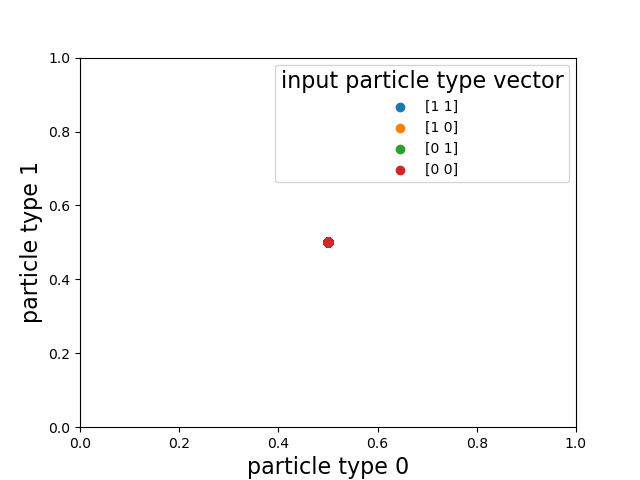 input particle type vector
[1 1]
[1 0]
[0 1]
[0 0]
1.0
0.8
0.6
0.4
0.2
0.0
particle type 1
0.0 0.2 0.4 0.6 0.8 1.0
particle type 0